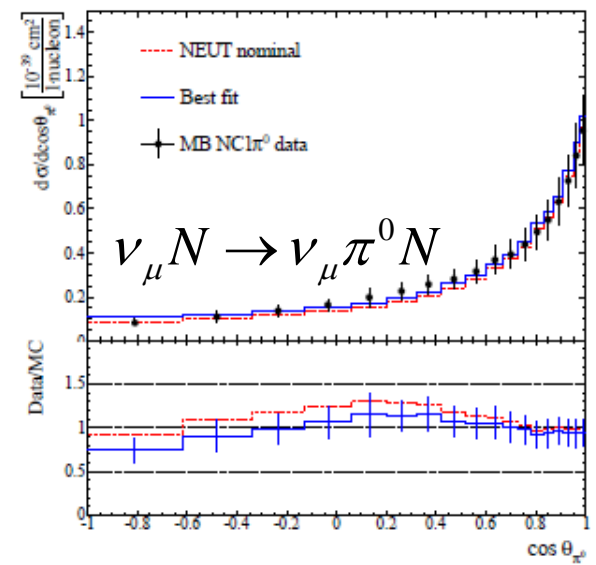 dσ/dcosθ_π⁰ [10⁻³⁹ cm² / 1·nucleon]
1.4
1.2
1
0.8
0.6
0.4
0.2
0
NEUT nominal
Best fit
MB NC1π⁰ data
ν_μ N → ν_μ π⁰ N
Data/MC
1.5
1
0.5
0
-1 -0.8 -0.6 -0.4 -0.2 0 0.2 0.4 0.6 0.8 1
cos θ_π⁰